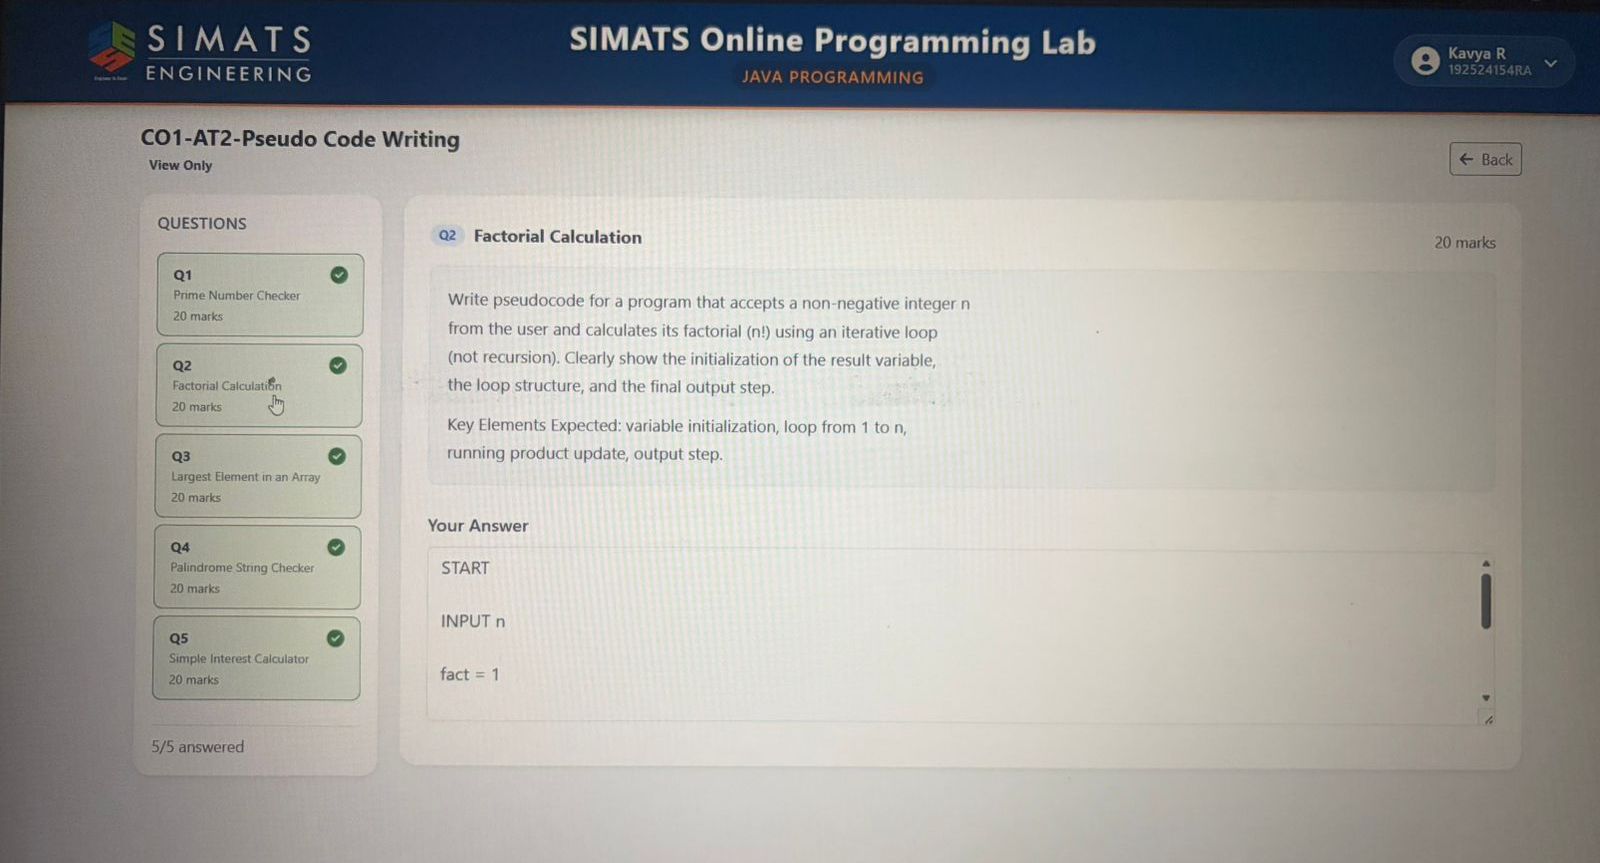 SIMATS
ENGINEERING
SIMATS Online Programming Lab
JAVA PROGRAMMING
Kavya R
192524154RA
CO1-AT2-Pseudo Code Writing
View Only
← Back
QUESTIONS
Q1
Prime Number Checker
20 marks
Q2
Factorial Calculation
20 marks
Q3
Largest Element in an Array
20 marks
Q4
Palindrome String Checker
20 marks
Q5
Simple Interest Calculator
20 marks
5/5 answered
Q2 Factorial Calculation
20 marks
Write pseudocode for a program that accepts a non-negative integer n
from the user and calculates its factorial (n!) using an iterative loop
(not recursion). Clearly show the initialization of the result variable,
the loop structure, and the final output step.
Key Elements Expected: variable initialization, loop from 1 to n,
running product update, output step.
Your Answer
START
INPUT n
fact = 1